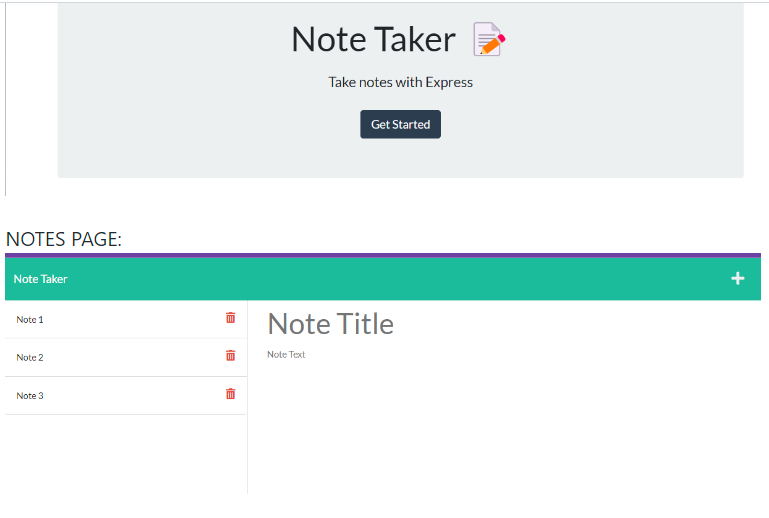 Note Taker
Take notes with Express
Get Started
NOTES PAGE:
Note Taker
Note 1
Note 2
Note 3
Note Title
Note Text